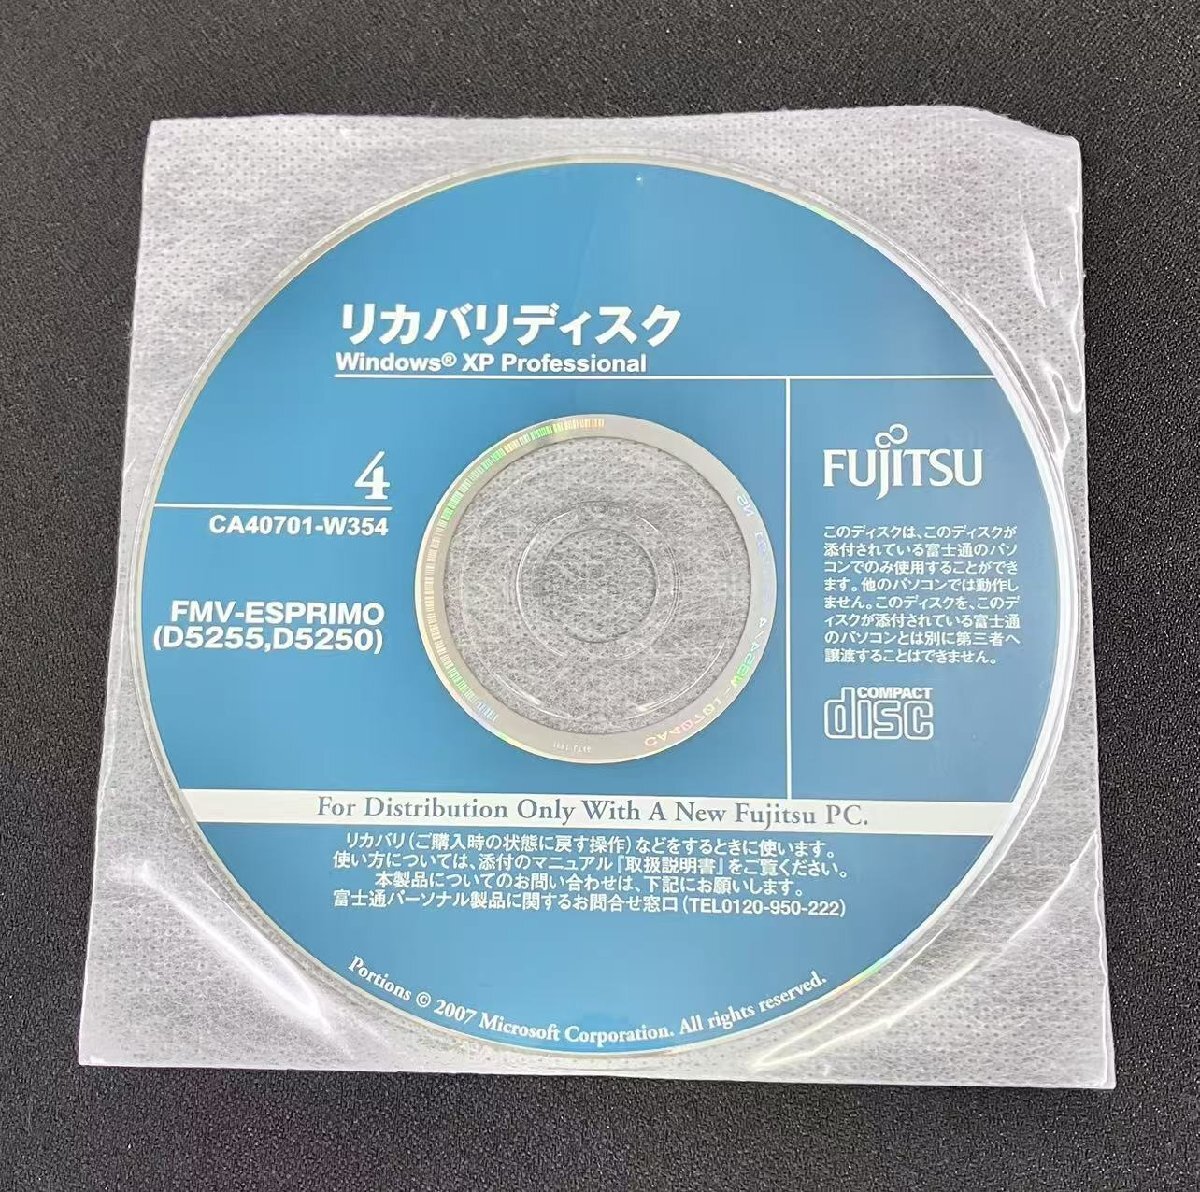 リカバリディスク
Windows® XP Professional
4
CA40701-W354
FMV-ESPRIMO
(D5255,D5250)
FUJITSU
このディスクは、このディスクが
添付されている富士通のパソ
コンでのみ使用することができ
ます。他のパソコンでは動作し
ません。このディスクを、このデ
ィスクが添付されている富士通
のパソコンとは別に第三者へ
譲渡することはできません。
COMPACT
disc
For Distribution Only With A New Fujitsu PC.
リカバリ(ご購入時の状態に戻す操作)などをするときに使います。
使い方については、添付のマニュアル『取扱説明書』をご覧ください。
本製品についてのお問い合わせは、下記にお願いします。
富士通パーソナル製品に関するお問合せ窓口(TEL0120-950-222)
Portions © 2007 Microsoft Corporation. All rights reserved.